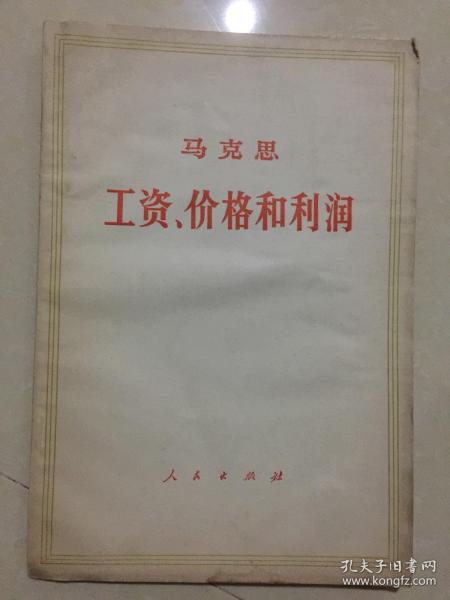 马克思
工资、价格和利润
人民出版社
孔夫子旧书网
www.kongfz.com